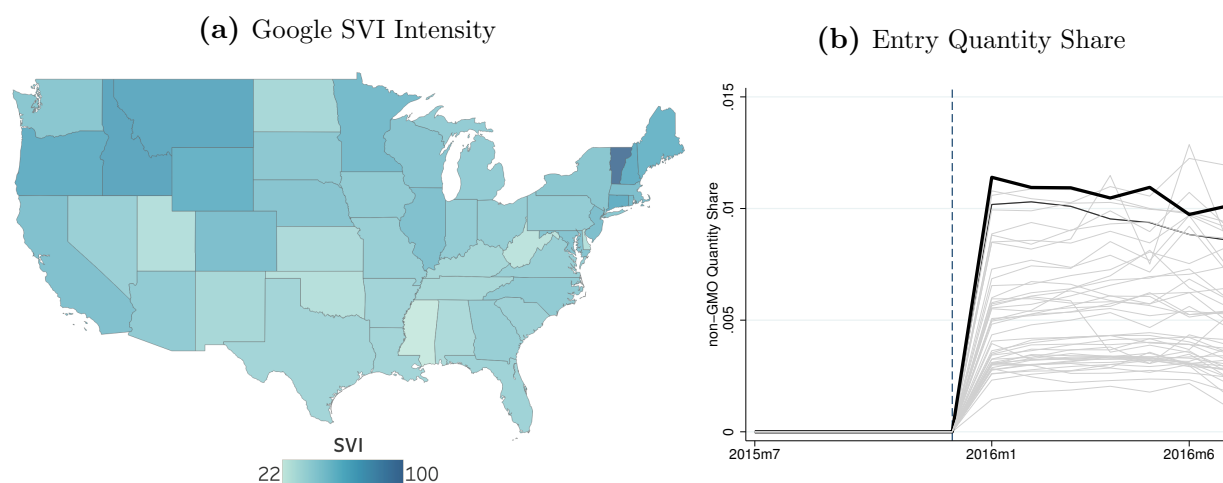 (a) Google SVI Intensity
SVI
22 100
(b) Entry Quantity Share
non−GMO Quantity Share
.015
.01
.005
0
2015m7 2016m1 2016m6